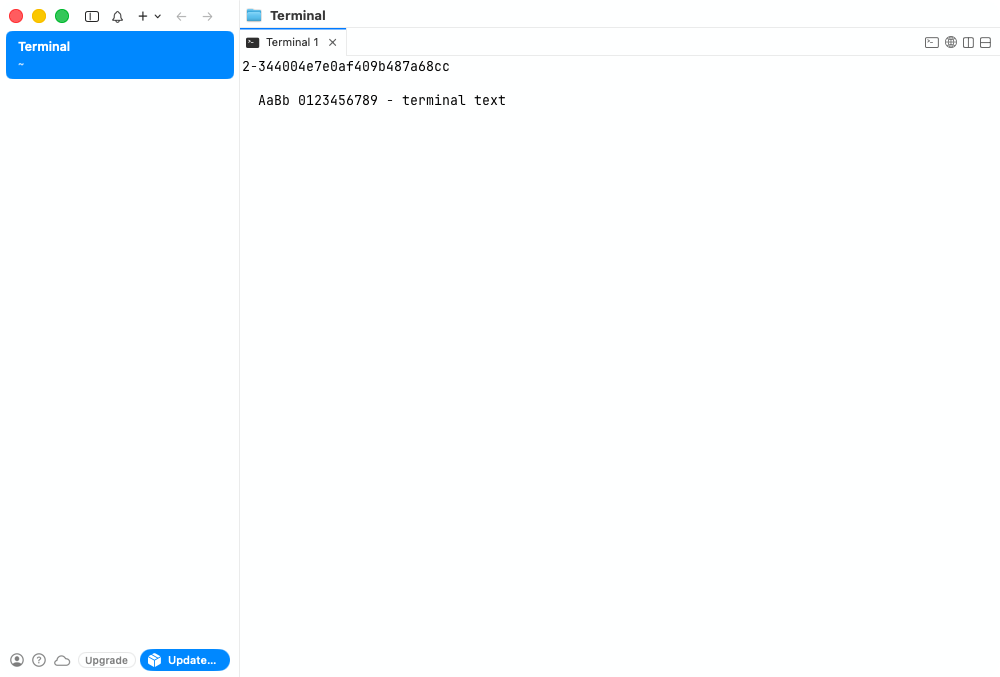 Terminal
Terminal
~
Terminal 1
2-344004e7e0af409b487a68cc
AaBb 0123456789 - terminal text
Upgrade
Update...